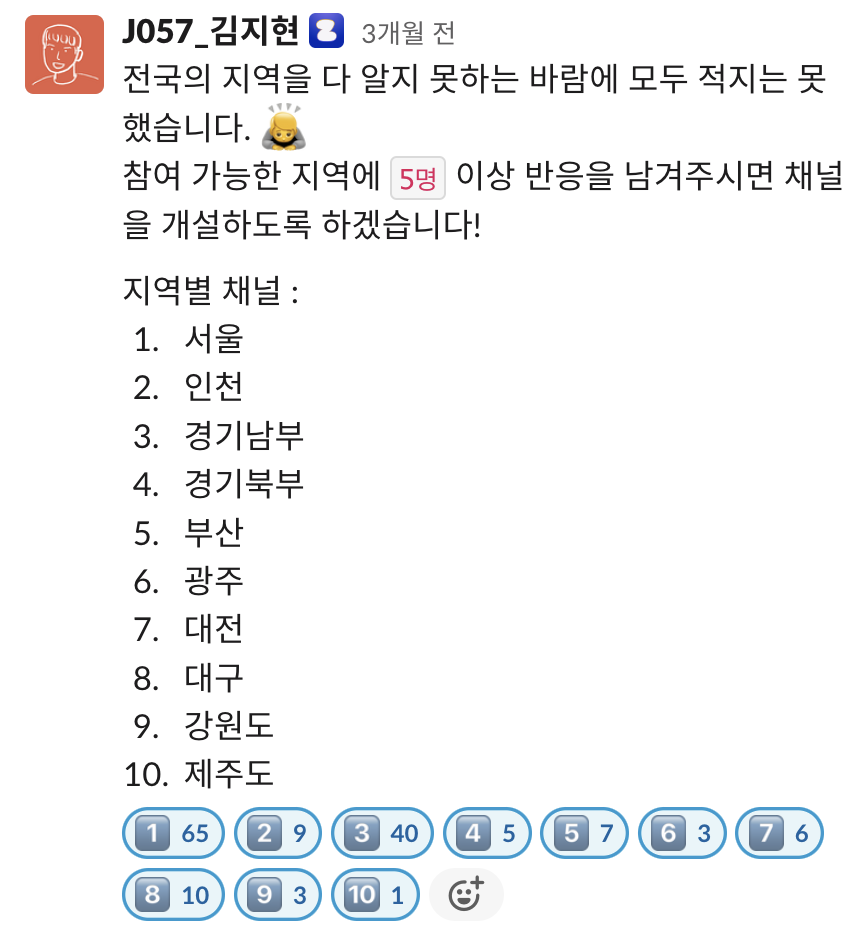 J057_김지현 3개월 전
전국의 지역을 다 알지 못하는 바람에 모두 적지는 못
했습니다.
참여 가능한 지역에 5명 이상 반응을 남겨주시면 채널
을 개설하도록 하겠습니다!
지역별 채널 :
1. 서울
2. 인천
3. 경기남부
4. 경기북부
5. 부산
6. 광주
7. 대전
8. 대구
9. 강원도
10. 제주도
1 65 2 9 3 40 4 5 5 7 6 3 7 6
8 10 9 3 10 1